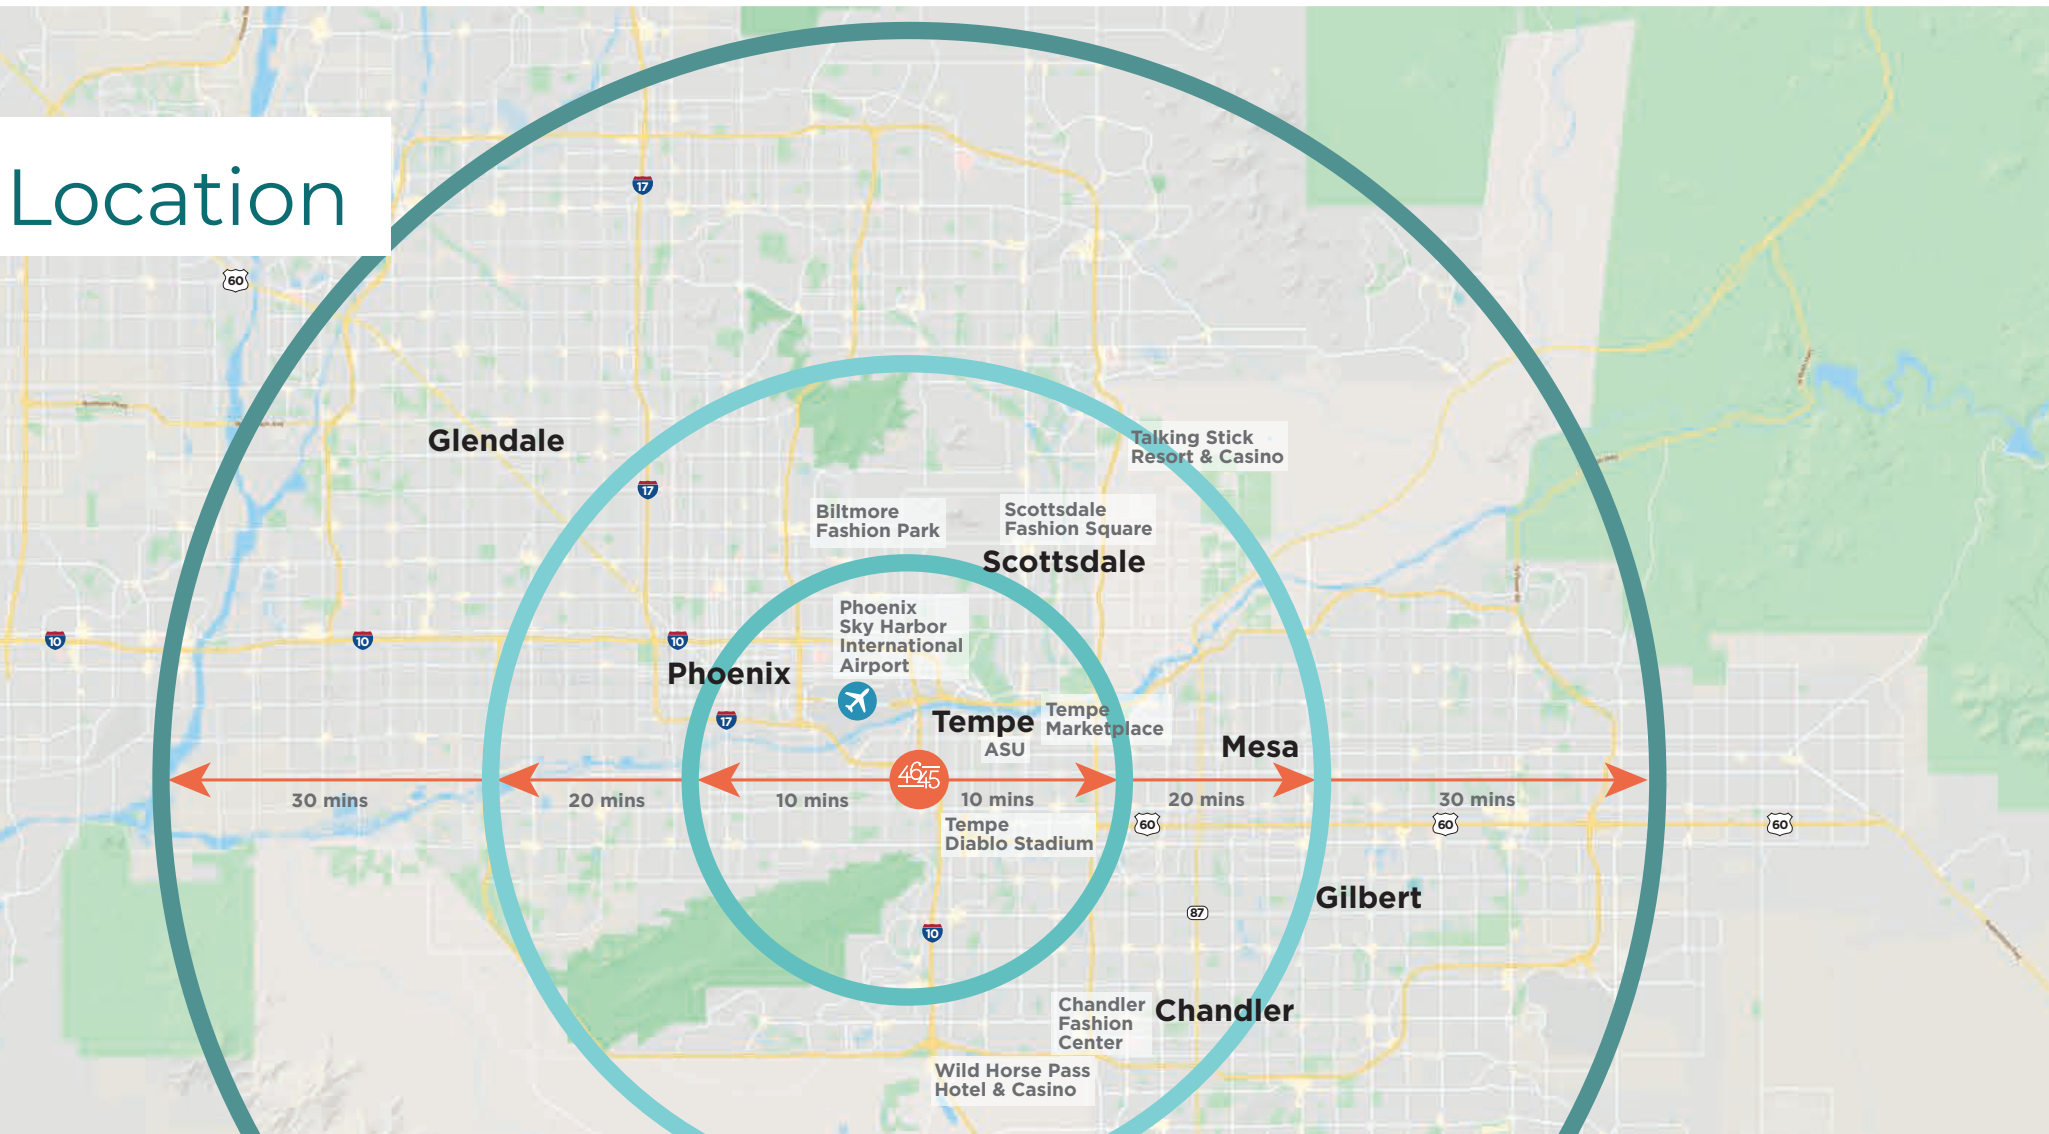 Location
17
60
Glendale
Talking Stick
Resort & Casino
17
Biltmore
Fashion Park
Scottsdale
Fashion Square
Scottsdale
Phoenix
Sky Harbor
International
Airport
10
10
10
Phoenix
17
Tempe
ASU
Tempe
Marketplace
Mesa
4645
30 mins
20 mins
10 mins
10 mins
20 mins
30 mins
Tempe
Diablo Stadium
60
60
60
Gilbert
87
10
Chandler
Fashion
Center
Chandler
Wild Horse Pass
Hotel & Casino